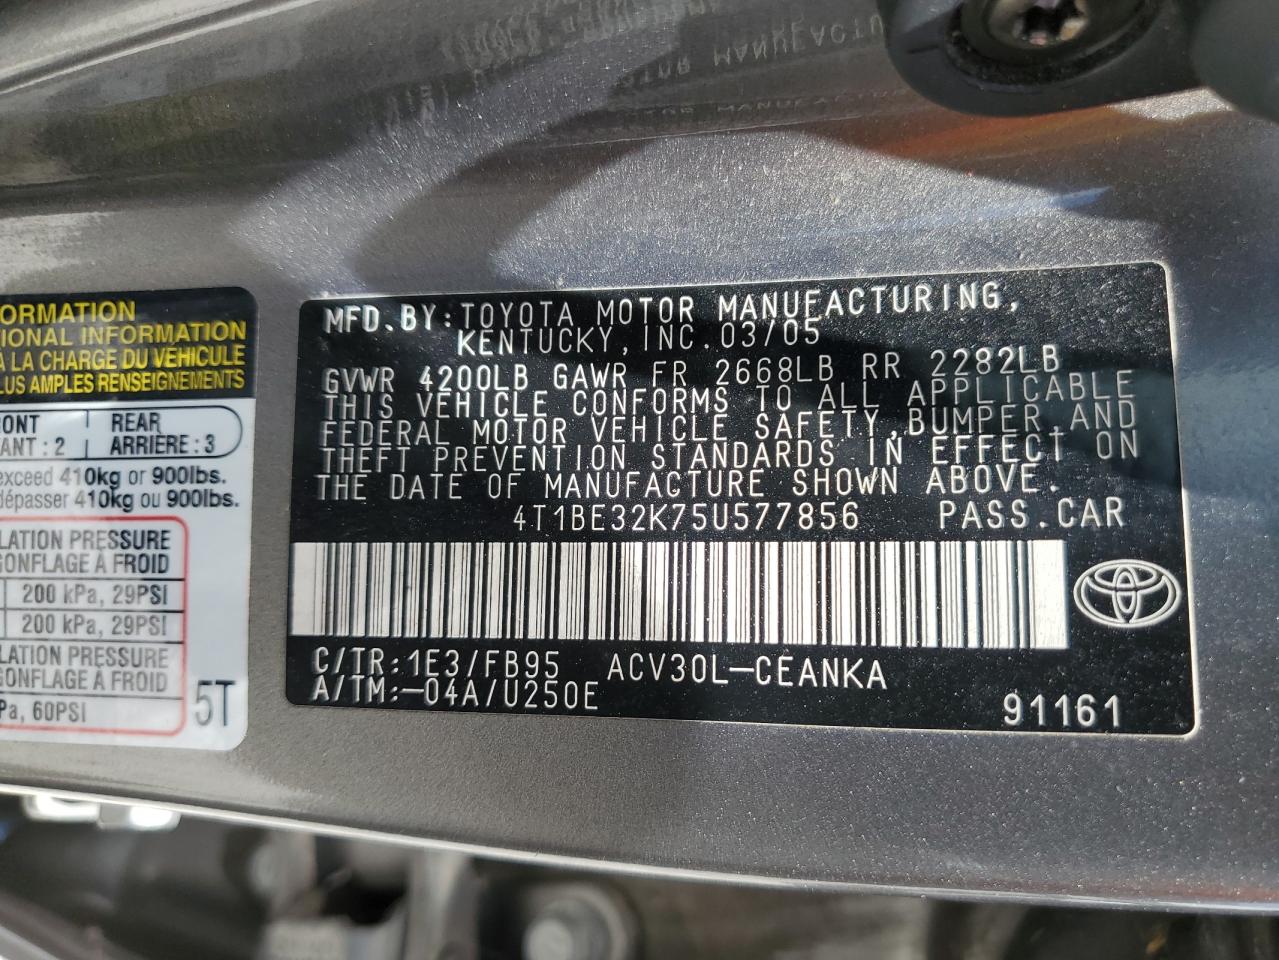 ORMATION
IONAL INFORMATION
À LA CHARGE DU VÉHICULE
LUS AMPLES RENSEIGNEMENTS
ONT REAR
ANT : 2 ARRIÈRE : 3
exceed 410kg or 900lbs.
dépasser 410kg ou 900lbs.
LATION PRESSURE
GONFLAGE À FROID
200 kPa, 29PSI
200 kPa, 29PSI
LATION PRESSURE
GONFLAGE À FROID
Pa, 60PSI
5T
MFD.BY:TOYOTA MOTOR MANUFACTURING,
KENTUCKY,INC.03/05
GVWR 4200LB GAWR FR 2668LB RR 2282LB
THIS VEHICLE CONFORMS TO ALL APPLICABLE
FEDERAL MOTOR VEHICLE SAFETY,BUMPER,AND
THEFT PREVENTION STANDARDS IN EFFECT ON
THE DATE OF MANUFACTURE SHOWN ABOVE.
4T1BE32K75U577856 PASS.CAR
C/TR:1E3/FB95 ACV30L-CEANKA
A/TM:-04A/U250E
91161